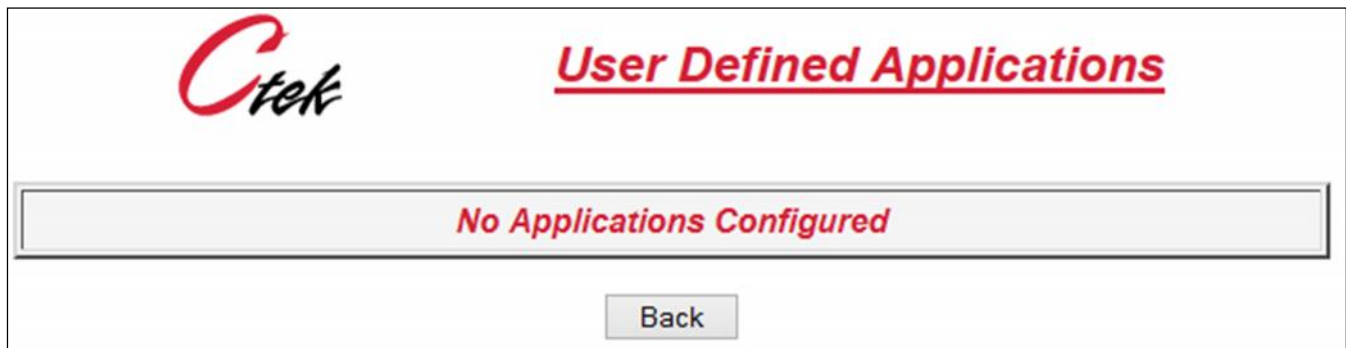 Ctek
User Defined Applications
No Applications Configured
Back